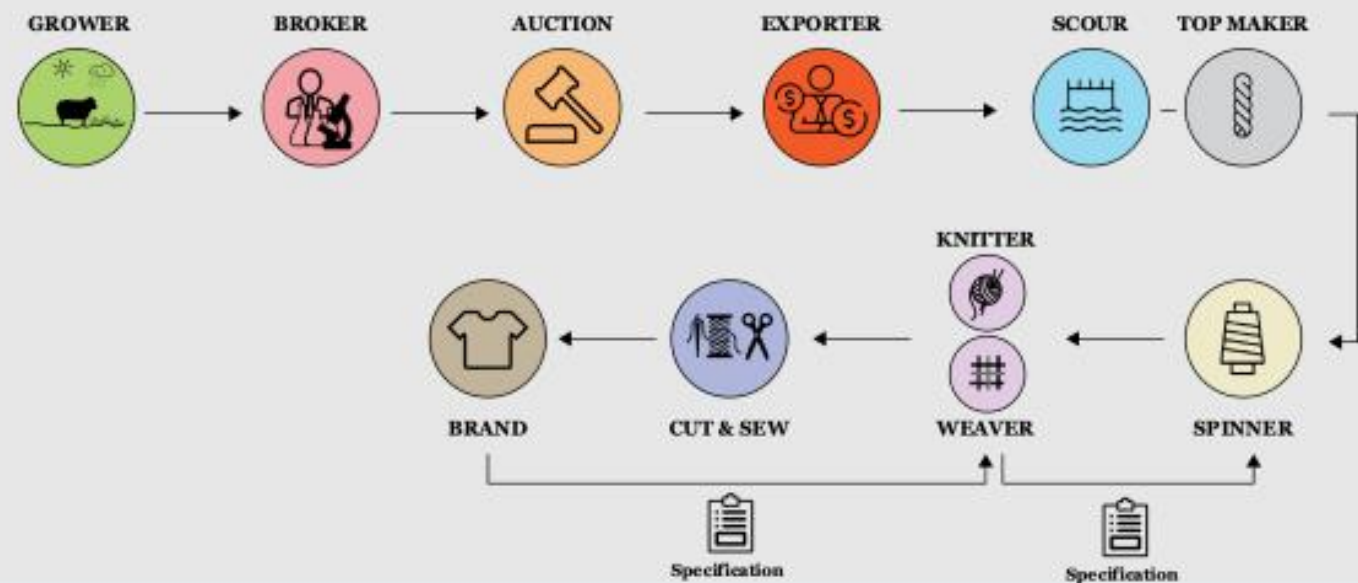 GROWER
BROKER
AUCTION
EXPORTER
SCOUR
TOP MAKER
$
$
KNITTER
BRAND
CUT & SEW
WEAVER
SPINNER
Specification
Specification